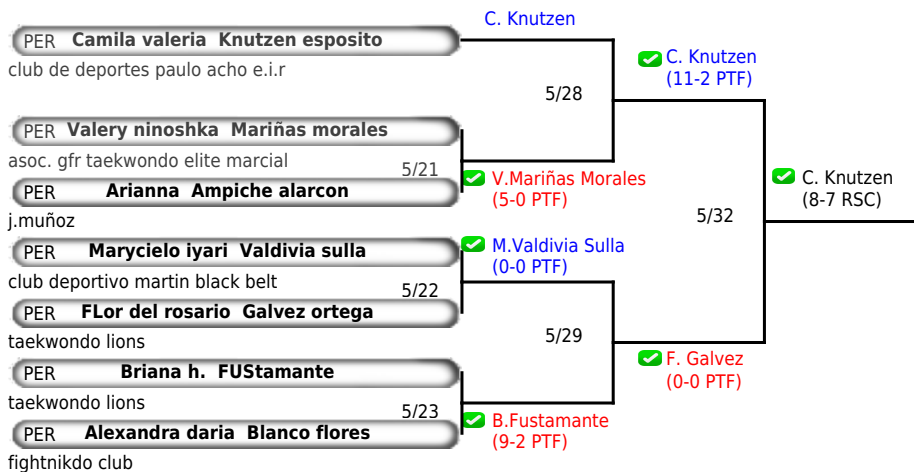 C. Knutzen
PER Camila valeria Knutzen esposito
club de deportes paulo acho e.i.r
C. Knutzen
(11-2 PTF)
5/28
PER Valery ninoshka Mariñas morales
asoc. gfr taekwondo elite marcial
5/21
PER Arianna Ampiche alarcon
j.muñoz
V.Mariñas Morales
(5-0 PTF)
C. Knutzen
(8-7 RSC)
5/32
PER Marycielo iyari Valdivia sulla
club deportivo martin black belt
M.Valdivia Sulla
(0-0 PTF)
5/22
PER FLor del rosario Galvez ortega
taekwondo lions
5/29
F. Galvez
(0-0 PTF)
PER Briana h. FUStamante
taekwondo lions
5/23
PER Alexandra daria Blanco flores
fightnikdo club
B.Fustamante
(9-2 PTF)